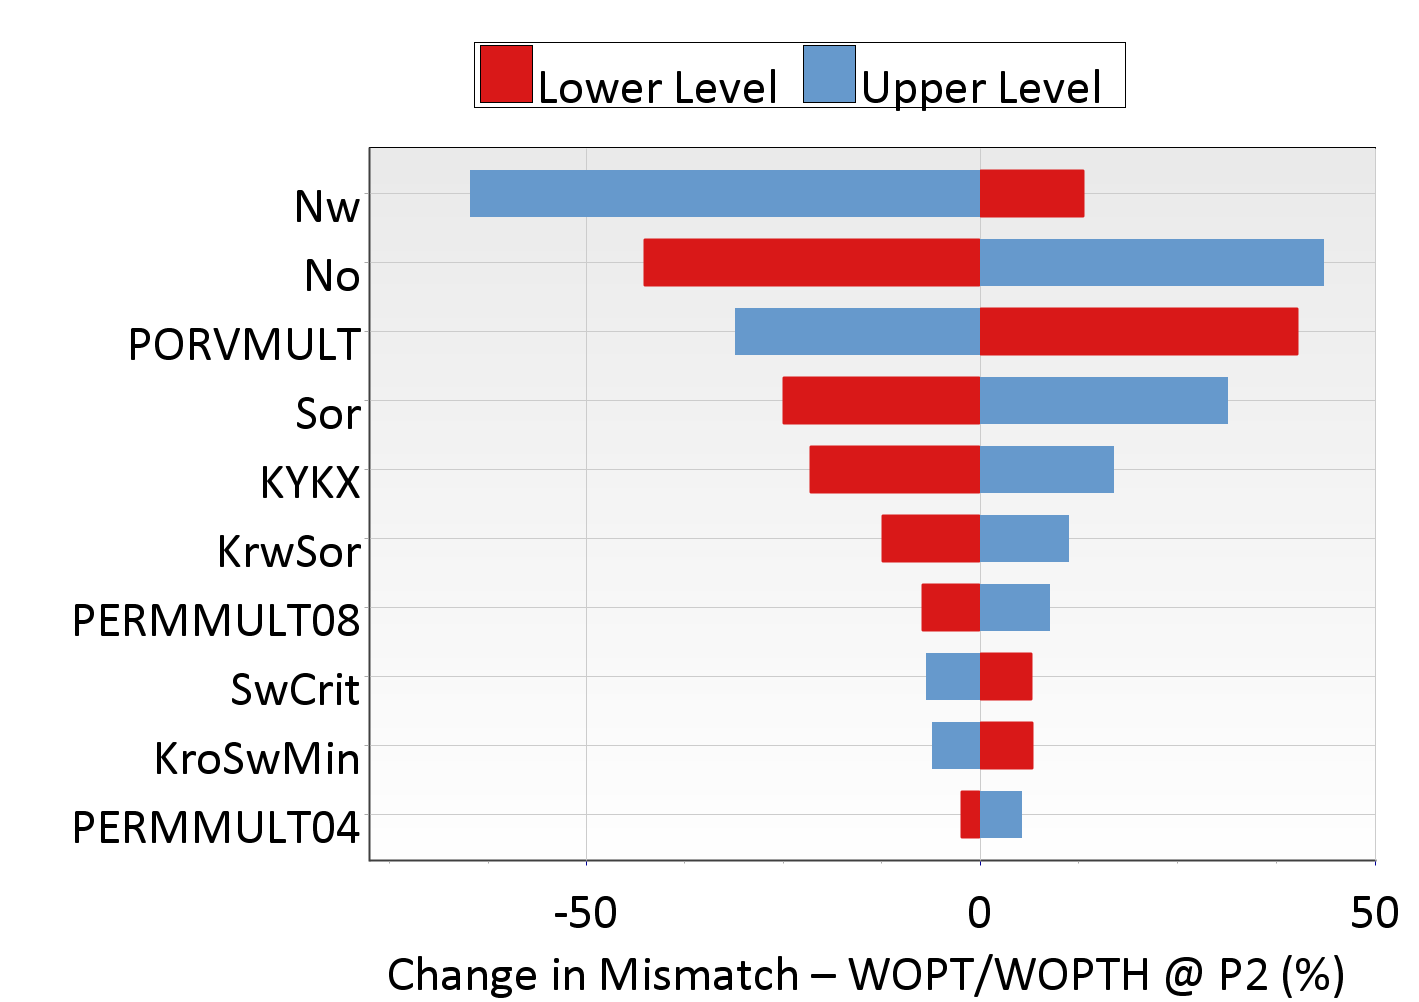 Lower Level Upper Level
Nw
No
PORVMULT
Sor
KYKX
KrwSor
PERMMULT08
SwCrit
KroSwMin
PERMMULT04
-50 0 50
Change in Mismatch – WOPT/WOPTH @ P2 (%)